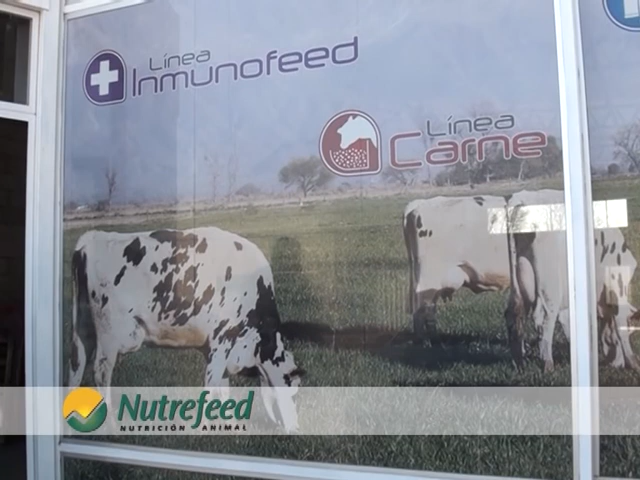 Línea
Inmunofeed
Línea
Carne
Nutrefeed
NUTRICIÓN ANIMAL